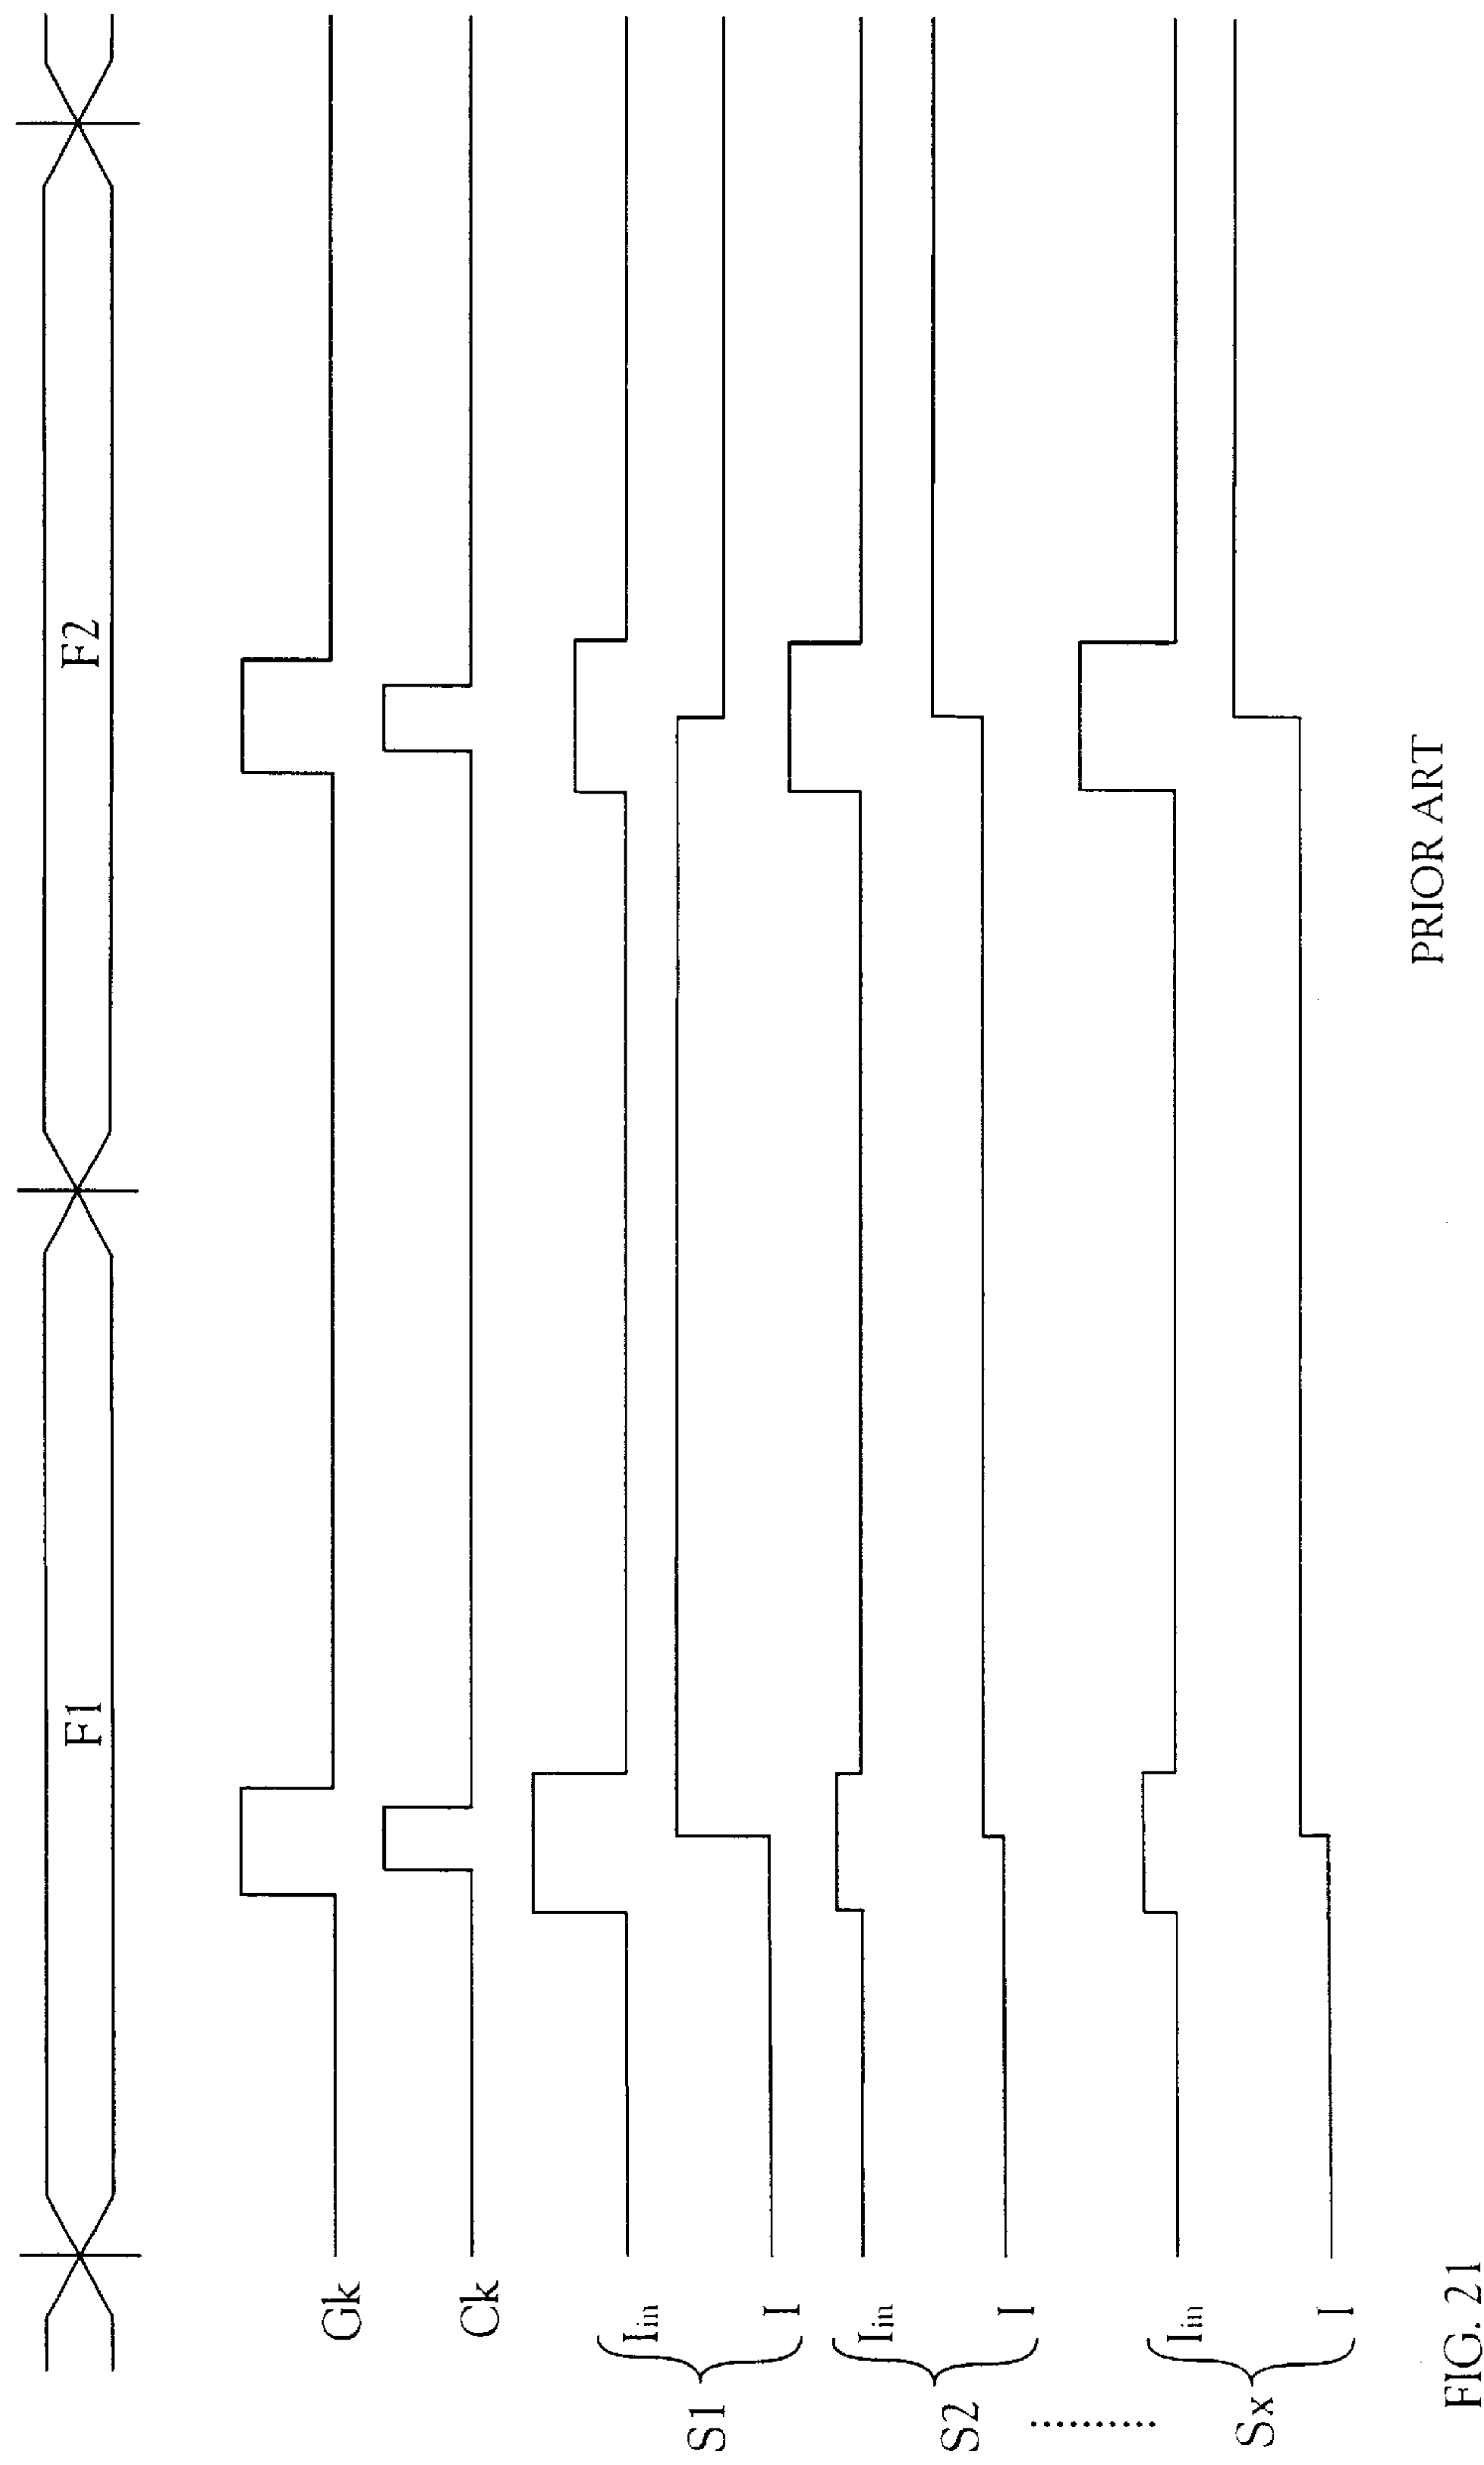 F1
F2
Gk
Ck
S1
Iin
I
S2
Iin
I
Sx
Iin
I
FIG. 21
PRIOR ART